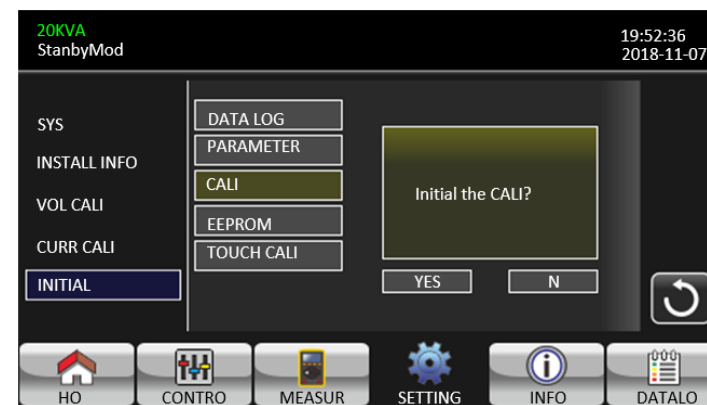 20KVA
StanbyMod
19:52:36
2018-11-07
SYS
INSTALL INFO
VOL CALI
CURR CALI
INITIAL
DATA LOG
PARAMETER
CALI
EEPROM
TOUCH CALI
Initial the CALI?
YES
N
HO
CONTRO
MEASUR
SETTING
INFO
DATALO